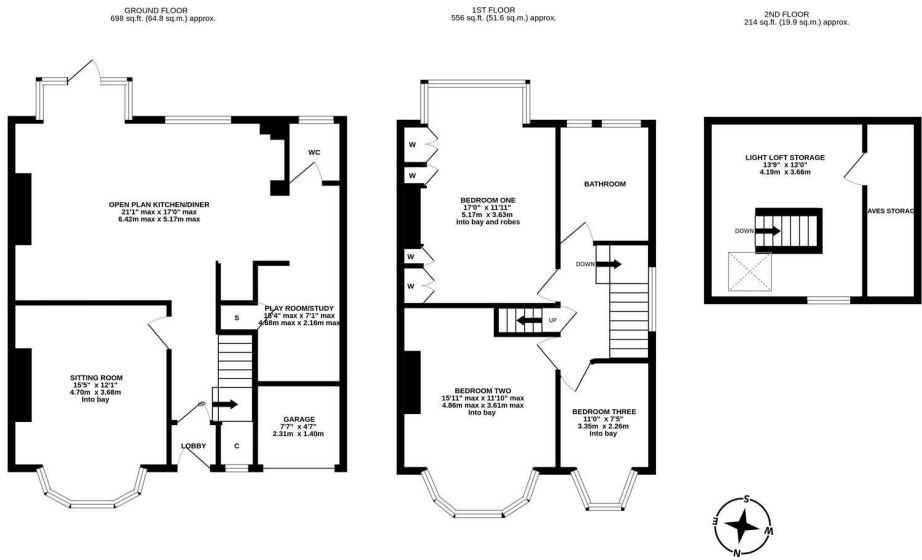 GROUND FLOOR
698 sq.ft. (64.8 sq.m.) approx.
WC
OPEN PLAN KITCHEN/DINER
21'1" max x 17'0" max
6.42m max x 5.17m max
S
PLAY ROOM/STUDY
15'4" max x 7'1" max
4.68m max x 2.16m max
SITTING ROOM
15'5" x 12'1"
4.70m x 3.68m
Into bay
UP
LOBBY
C
GARAGE
7'7" x 4'7"
2.31m x 1.40m
1ST FLOOR
556 sq.ft. (51.6 sq.m.) approx.
W
W
BEDROOM ONE
17'0" x 11'11"
5.17m x 3.63m
Into bay and robes
W
W
BATHROOM
DOWN
UP
BEDROOM TWO
15'11" max x 11'10" max
4.86m max x 3.61m max
Into bay
BEDROOM THREE
11'0" x 7'5"
3.35m x 2.26m
Into bay
2ND FLOOR
214 sq.ft. (19.9 sq.m.) approx.
LIGHT LOFT STORAGE
13'9" x 12'0"
4.19m x 3.66m
DOWN
AVES STORAG
S
E
W
N